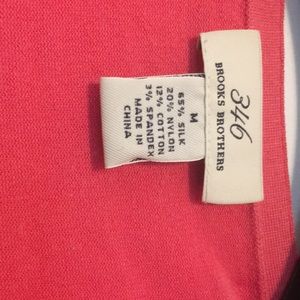 346
BROOKS BROTHERS
M
65% SILK
20% NYLON
12% COTTON
3% SPANDEX
MADE IN
CHINA